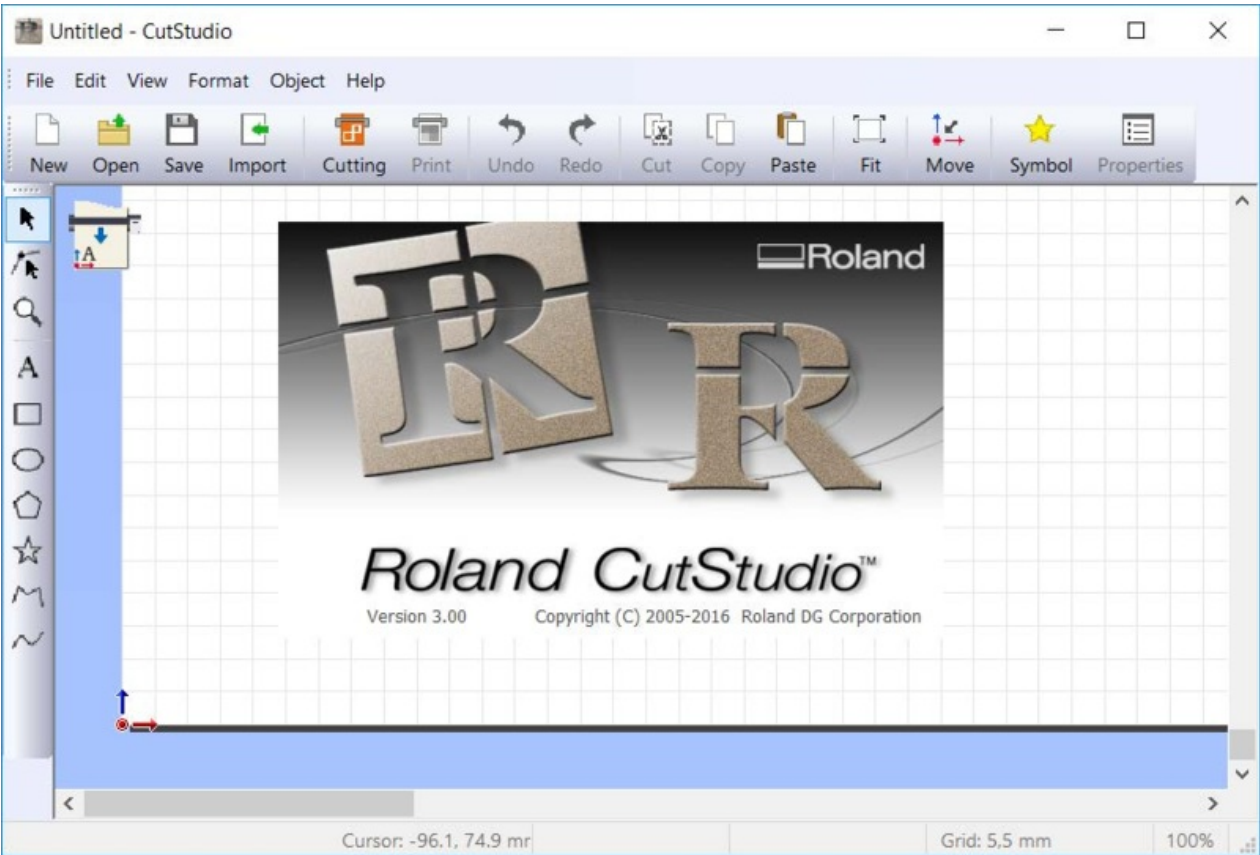 Untitled - CutStudio
File Edit View Format Object Help
New Open Save Import Cutting Print Undo Redo Cut Copy Paste Fit Move Symbol Properties
A
A
Roland
R R
Roland CutStudio™
Version 3.00 Copyright (C) 2005-2016 Roland DG Corporation
Cursor: -96.1, 74.9 mr Grid: 5,5 mm 100%